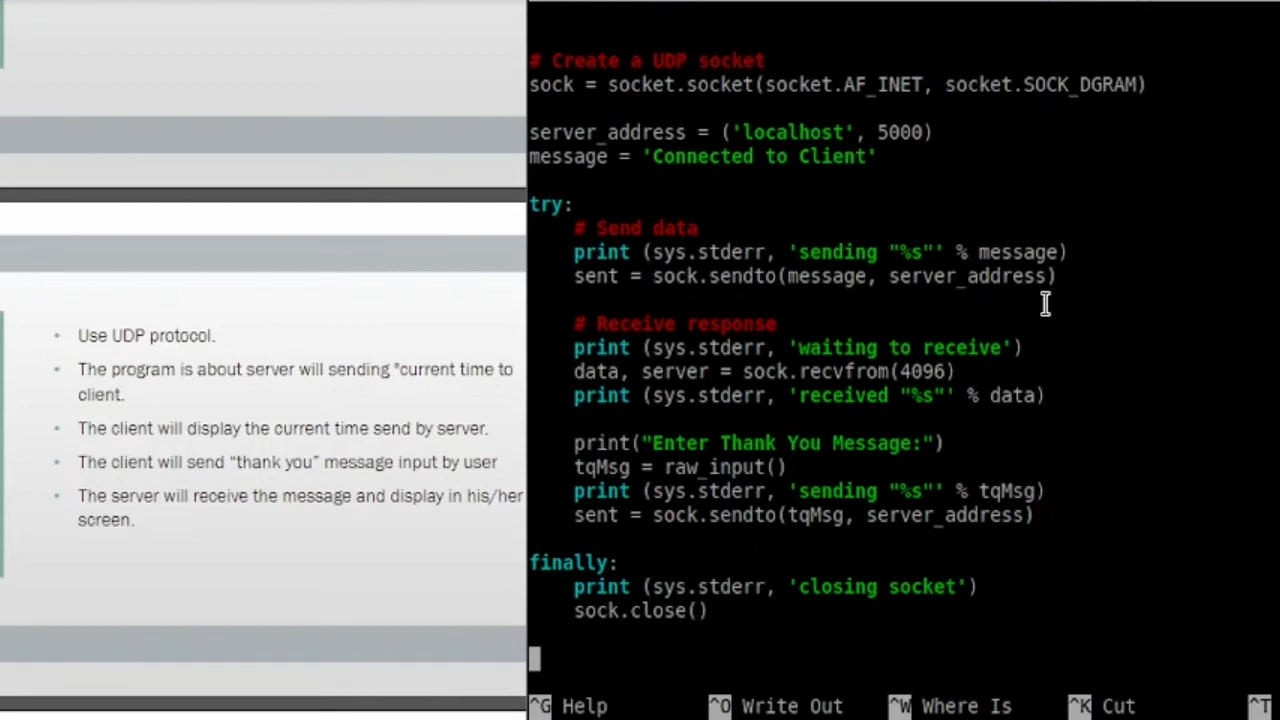 • Use UDP protocol.
• The program is about server will sending "current time to
client.
• The client will display the current time send by server.
• The client will send “thank you” message input by user
• The server will receive the message and display in his/her
screen.
# Create a UDP socket
sock = socket.socket(socket.AF_INET, socket.SOCK_DGRAM)
server_address = ('localhost', 5000)
message = 'Connected to Client'
try:
    # Send data
    print (sys.stderr, 'sending "%s"' % message)
    sent = sock.sendto(message, server_address)
    # Receive response
    print (sys.stderr, 'waiting to receive')
    data, server = sock.recvfrom(4096)
    print (sys.stderr, 'received "%s"' % data)
    print("Enter Thank You Message:")
    tqMsg = raw_input()
    print (sys.stderr, 'sending "%s"' % tqMsg)
    sent = sock.sendto(tqMsg, server_address)
finally:
    print (sys.stderr, 'closing socket')
    sock.close()
^G Help ^O Write Out ^W Where Is ^K Cut ^T